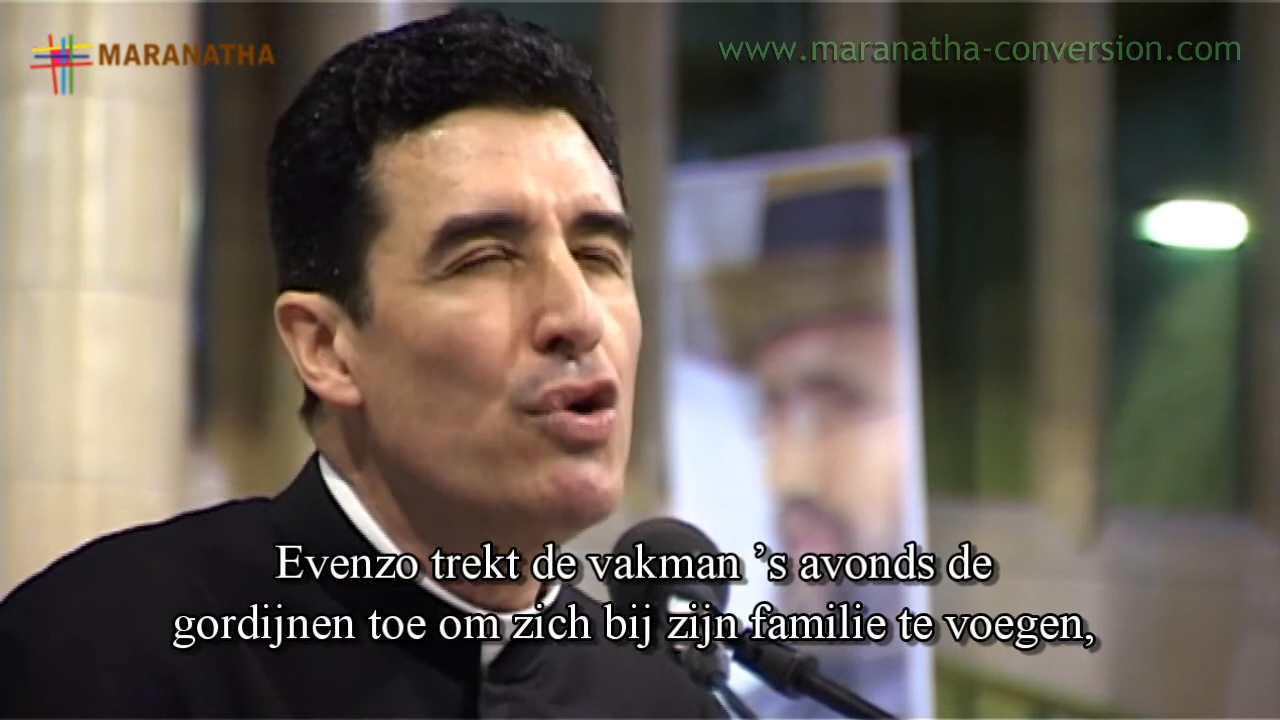 MARANATHA
www.maranatha-conversion.com
Evenzo trekt de vakman ’s avonds de
gordijnen toe om zich bij zijn familie te voegen,